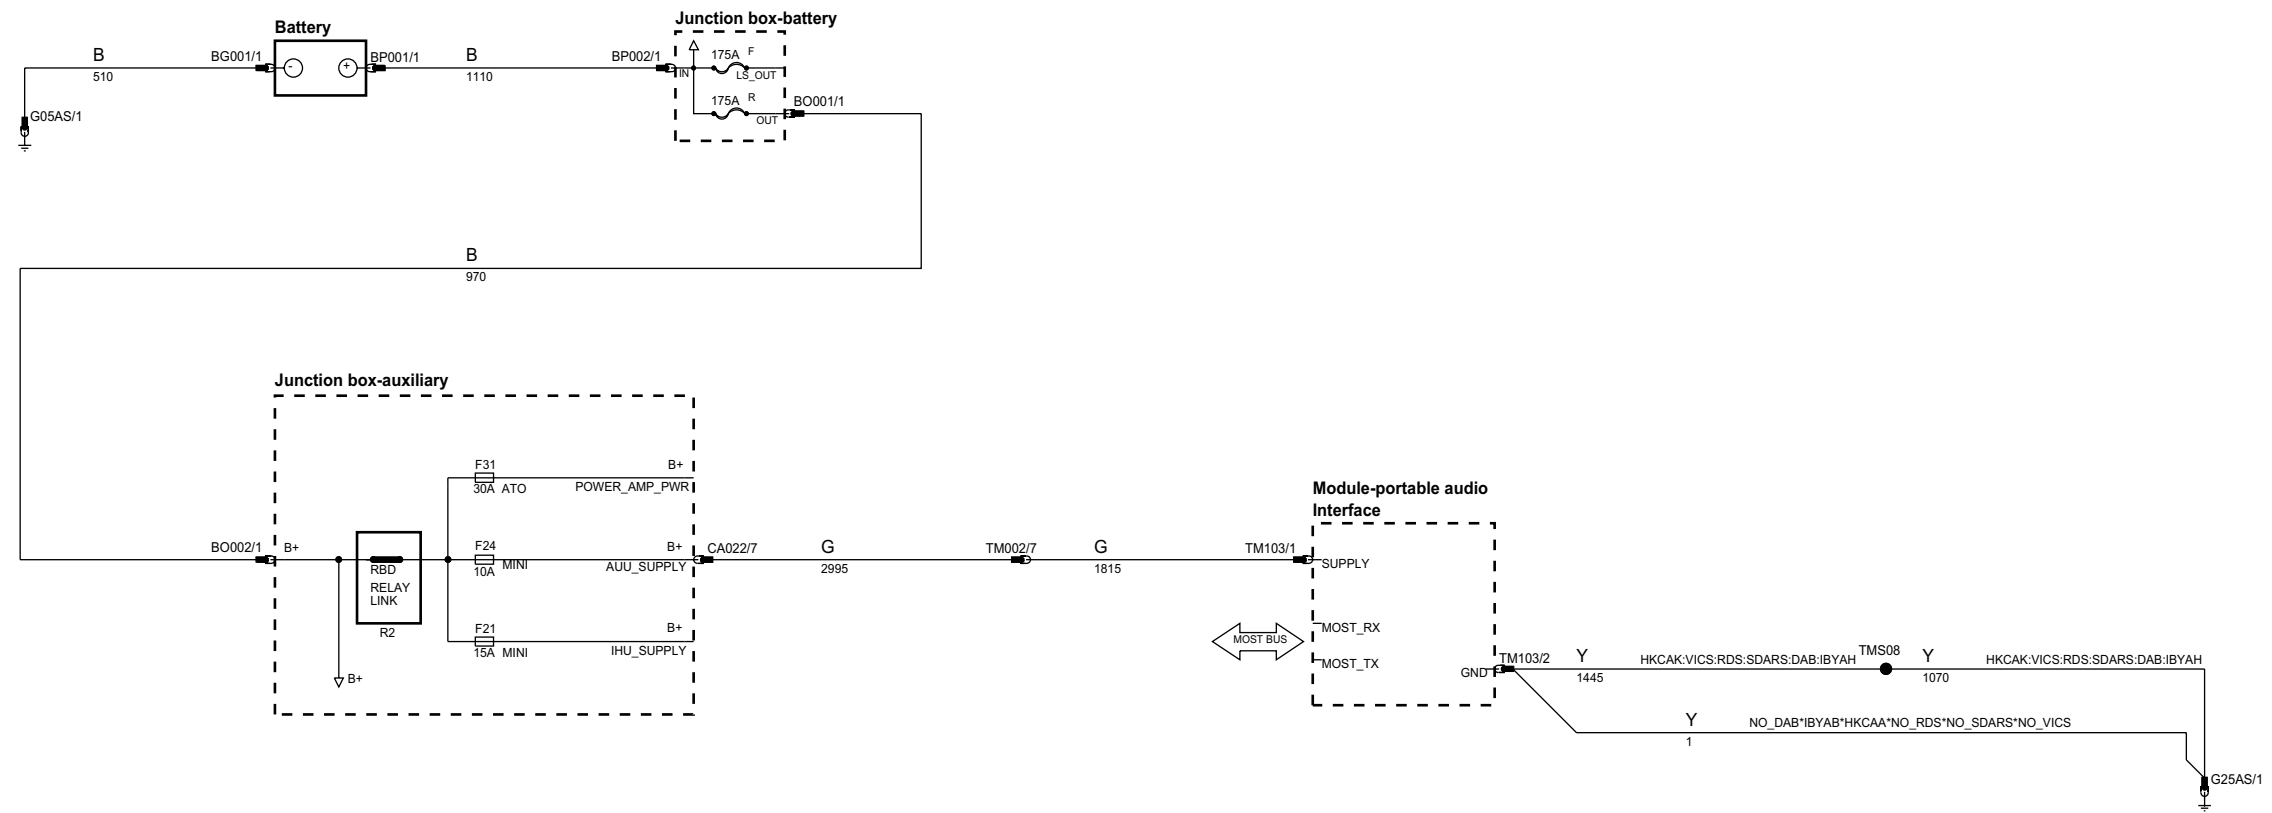 Battery
Junction box-battery
B
510
BG001/1
-
+
BP001/1
B
1110
BP002/1
IN
175A F
LS_OUT
175A R
OUT
BO001/1
G05AS/1
B
970
Junction box-auxiliary
BO002/1
B+
RBD
RELAY
LINK
R2
B+
F31
30A ATO
B+
POWER_AMP_PWR
F24
10A MINI
B+
AUU_SUPPLY
F21
15A MINI
B+
IHU_SUPPLY
CA022/7
G
2995
TM002/7
G
1815
TM103/1
Module-portable audio
Interface
SUPPLY
MOST BUS
MOST_RX
MOST_TX
GND
TM103/2
Y
1445
HKCAK:VICS:RDS:SDARS:DAB:IBYAH
TMS08
Y
1070
HKCAK:VICS:RDS:SDARS:DAB:IBYAH
Y
1
NO_DAB*IBYAB*HKCAA*NO_RDS*NO_SDARS*NO_VICS
G25AS/1